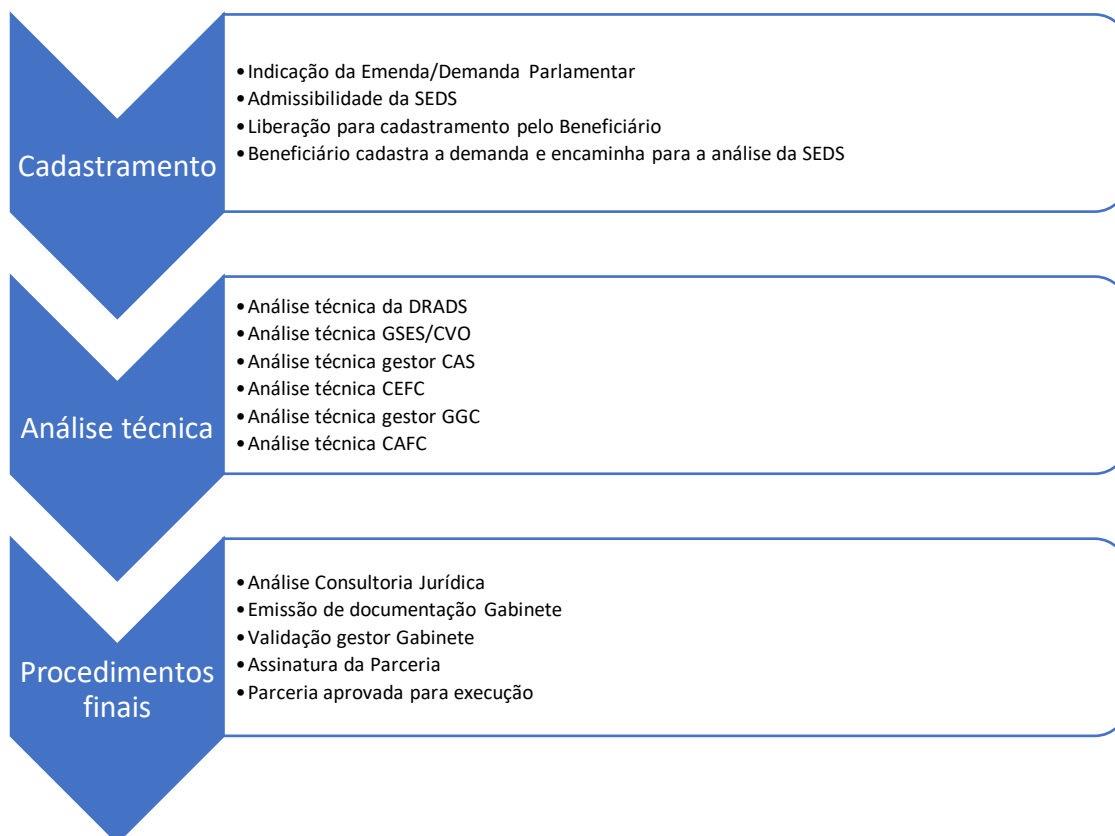 Cadastramento
•Indicação da Emenda/Demanda Parlamentar
•Admissibilidade da SEDS
•Liberação para cadastramento pelo Beneficiário
•Beneficiário cadastra a demanda e encaminha para a análise da SEDS
Análise técnica
•Análise técnica da DRADS
•Análise técnica GSES/CVO
•Análise técnica gestor CAS
•Análise técnica CEFC
•Análise técnica gestor GGC
•Análise técnica CAFC
Procedimentos
finais
•Análise Consultoria Jurídica
•Emissão de documentação Gabinete
•Validação gestor Gabinete
•Assinatura da Parceria
•Parceria aprovada para execução